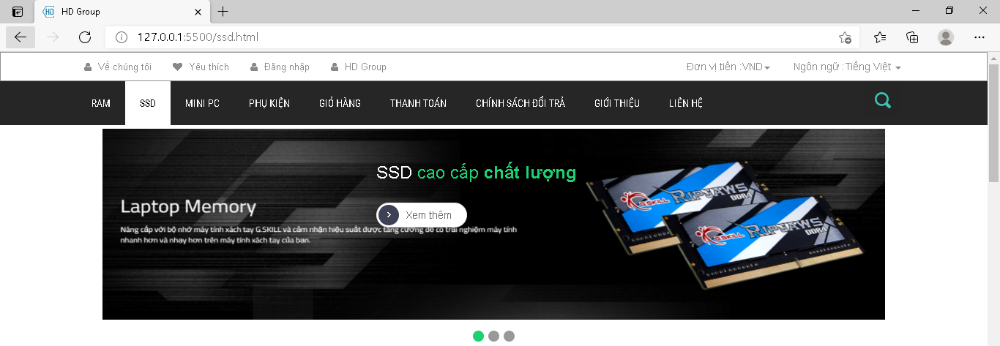 HD Group
127.0.0.1:5500/ssd.html
Về chúng tôi Yêu thích Đăng nhập HD Group Đơn vị tiền :VND Ngôn ngữ :Tiếng Việt
RAM SSD MINI PC PHỤ KIỆN GIỎ HÀNG THANH TOÁN CHÍNH SÁCH ĐỔI TRẢ GIỚI THIỆU LIÊN HỆ
SSD cao cấp chất lượng
Laptop Memory
Xem thêm
Nâng cấp với bộ nhớ máy tính xách tay G.SKILL và cảm nhận hiệu suất được tăng cường để có trải nghiệm máy tính
nhanh hơn và nhạy hơn trên máy tính xách tay của bạn.
G.SKILL RIPJAWS
DDR4
G.SKILL RIPJAWS
DDR4